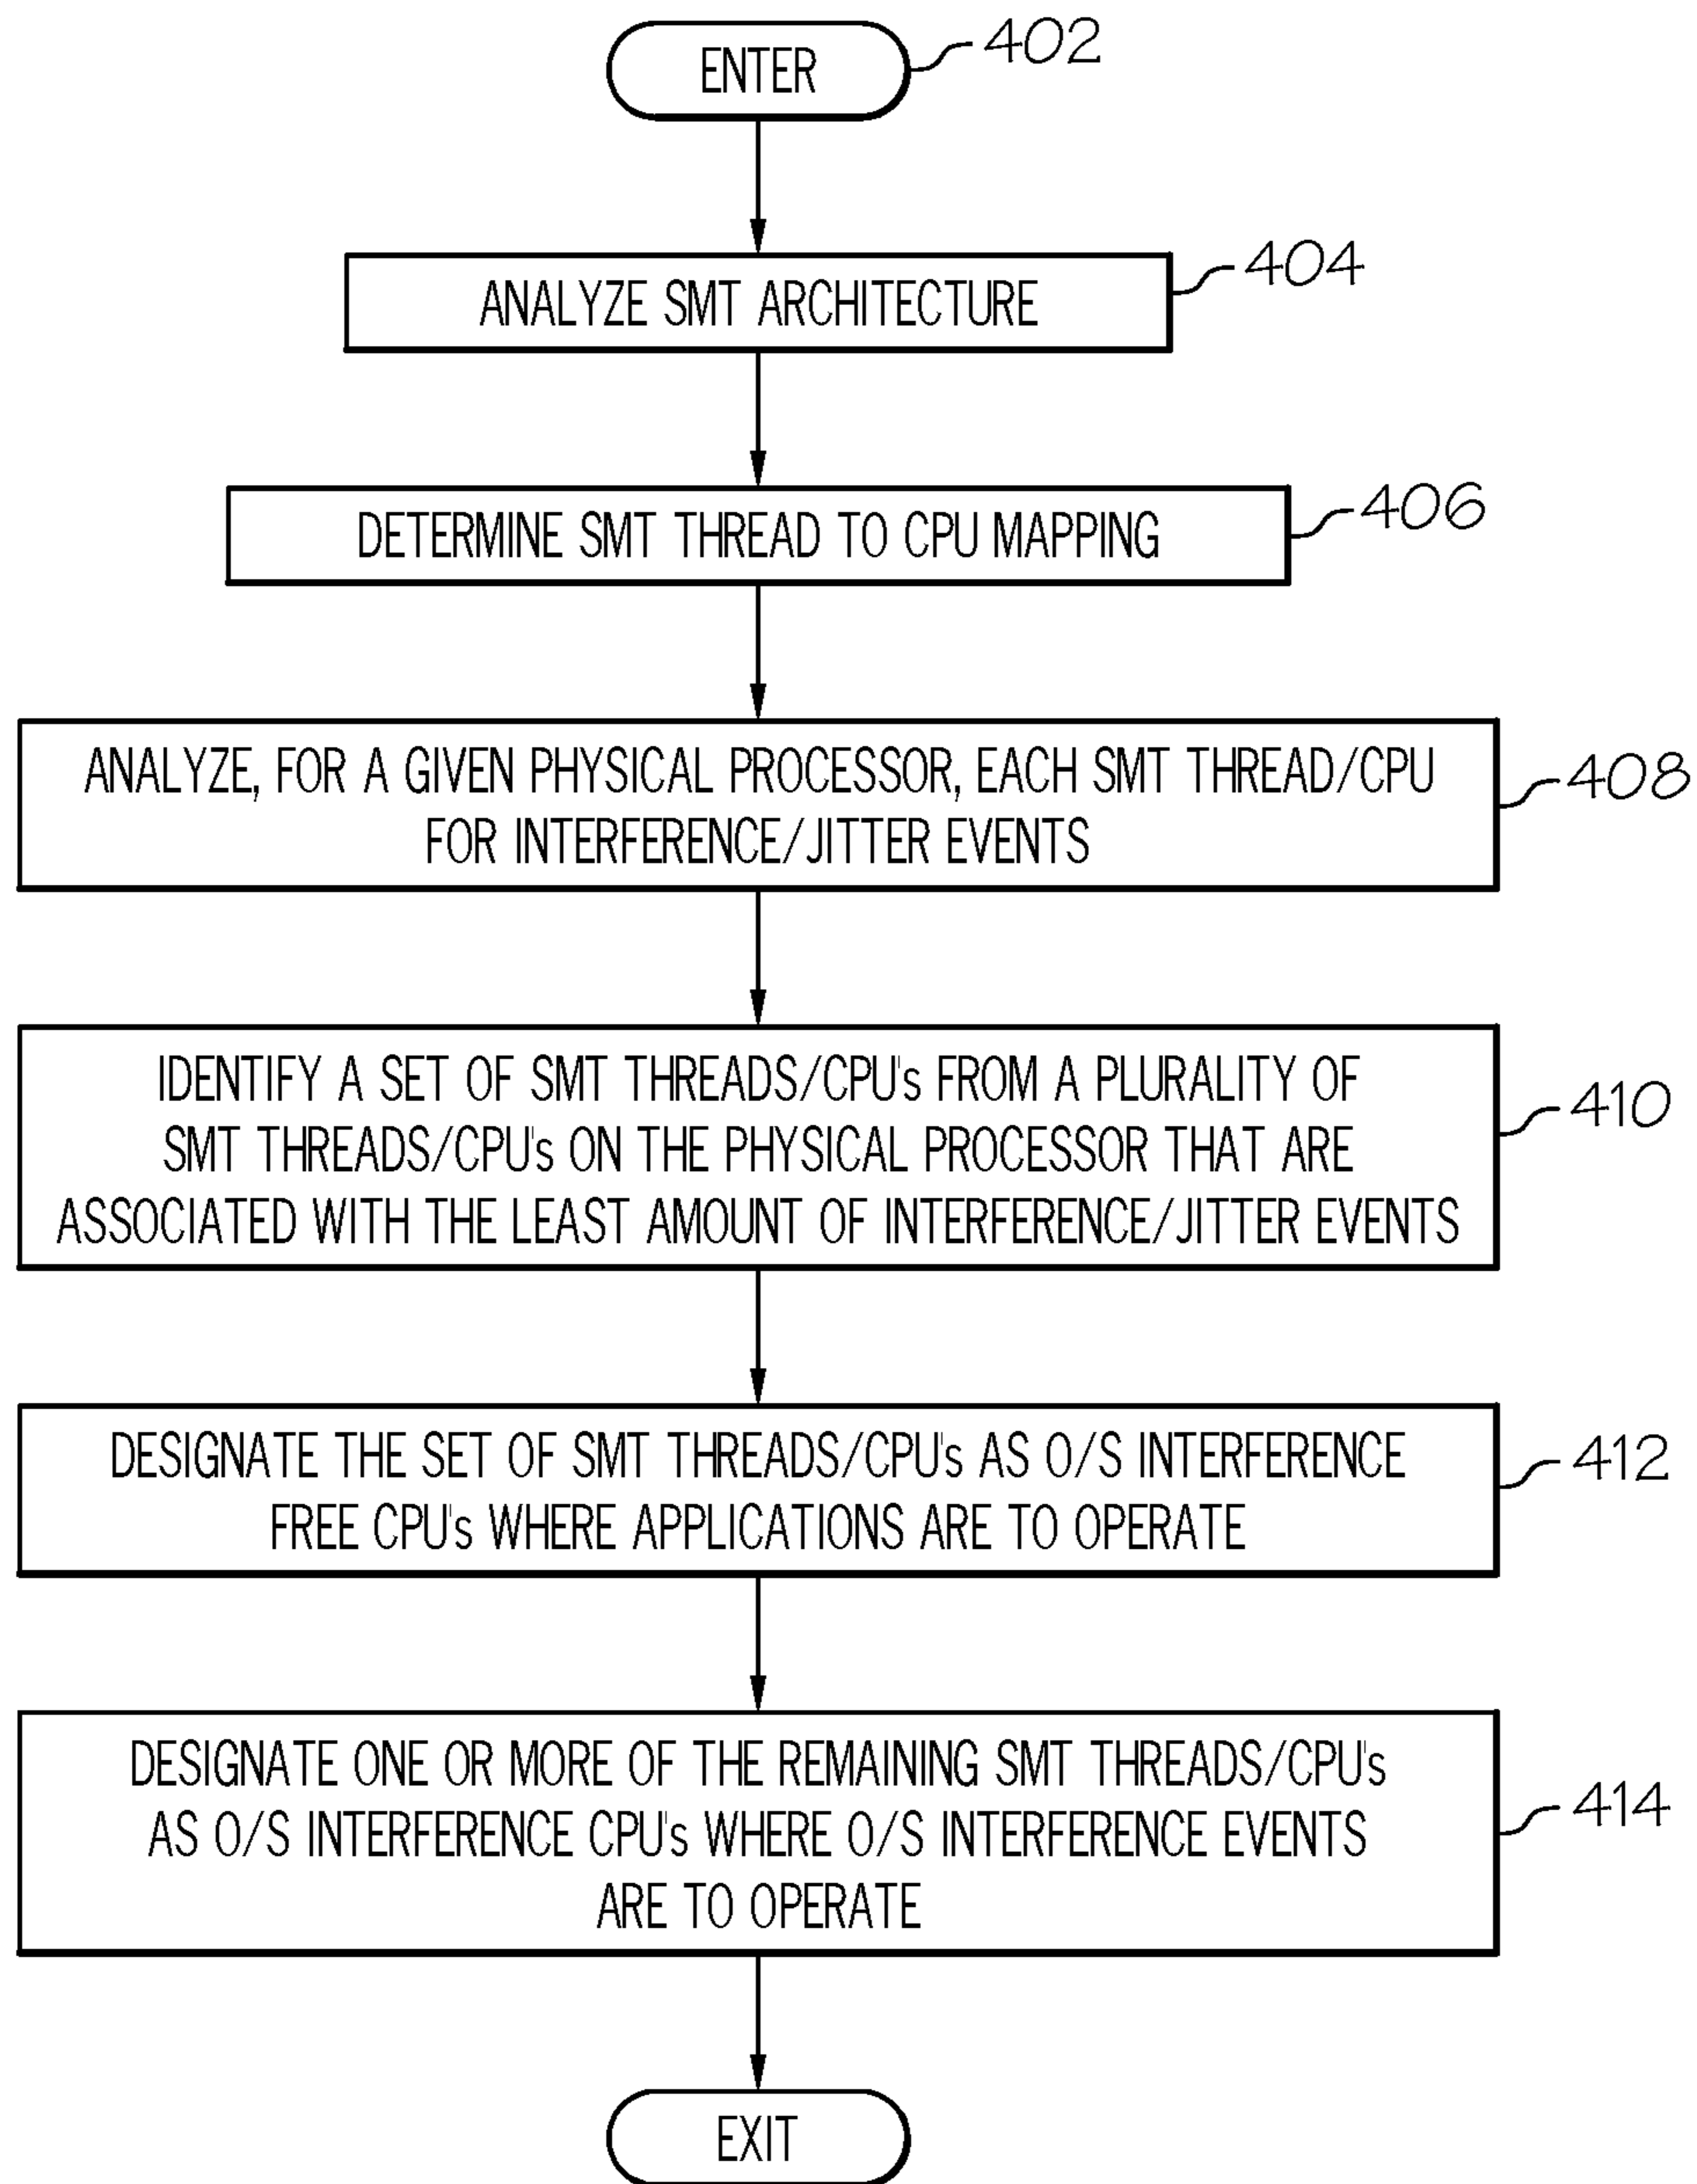 ENTER
402
ANALYZE SMT ARCHITECTURE
404
DETERMINE SMT THREAD TO CPU MAPPING
406
ANALYZE, FOR A GIVEN PHYSICAL PROCESSOR, EACH SMT THREAD/CPU
FOR INTERFERENCE/JITTER EVENTS
408
IDENTIFY A SET OF SMT THREADS/CPU's FROM A PLURALITY OF
SMT THREADS/CPU's ON THE PHYSICAL PROCESSOR THAT ARE
ASSOCIATED WITH THE LEAST AMOUNT OF INTERFERENCE/JITTER EVENTS
410
DESIGNATE THE SET OF SMT THREADS/CPU's AS O/S INTERFERENCE
FREE CPU's WHERE APPLICATIONS ARE TO OPERATE
412
DESIGNATE ONE OR MORE OF THE REMAINING SMT THREADS/CPU's
AS O/S INTERFERENCE CPU's WHERE O/S INTERFERENCE EVENTS
ARE TO OPERATE
414
EXIT